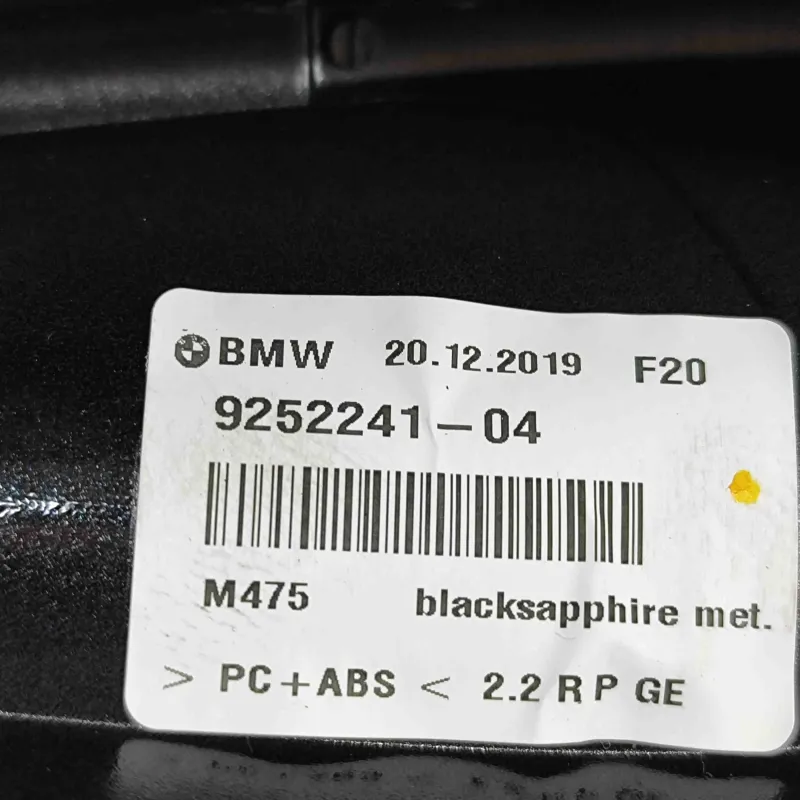 BMW 20.12.2019 F20
9252241-04
M475 blacksapphire met.
> PC+ABS < 2.2 R P GE